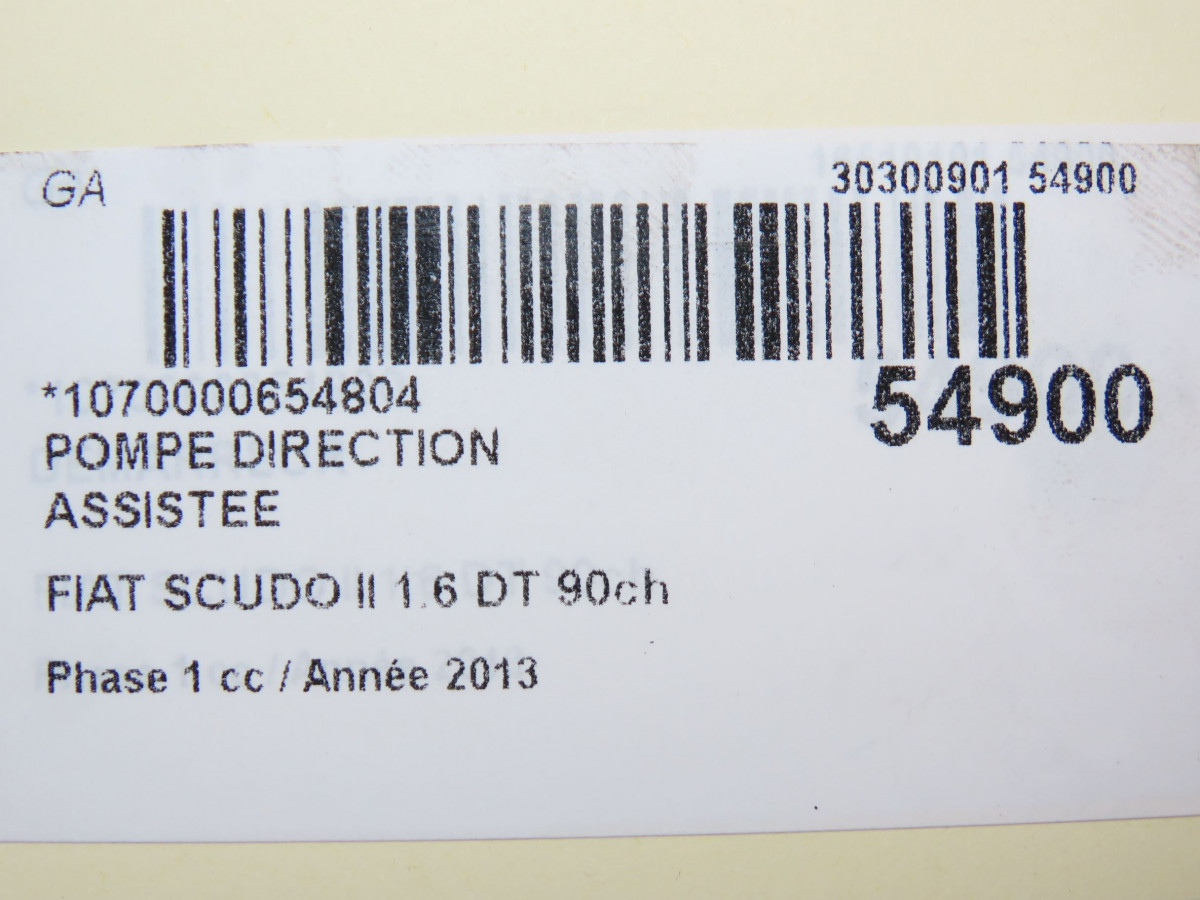 GA
30300901 54900
*1070000654804
54900
POMPE DIRECTION
ASSISTEE
FIAT SCUDO II 1.6 DT 90ch
Phase 1 cc / Année 2013